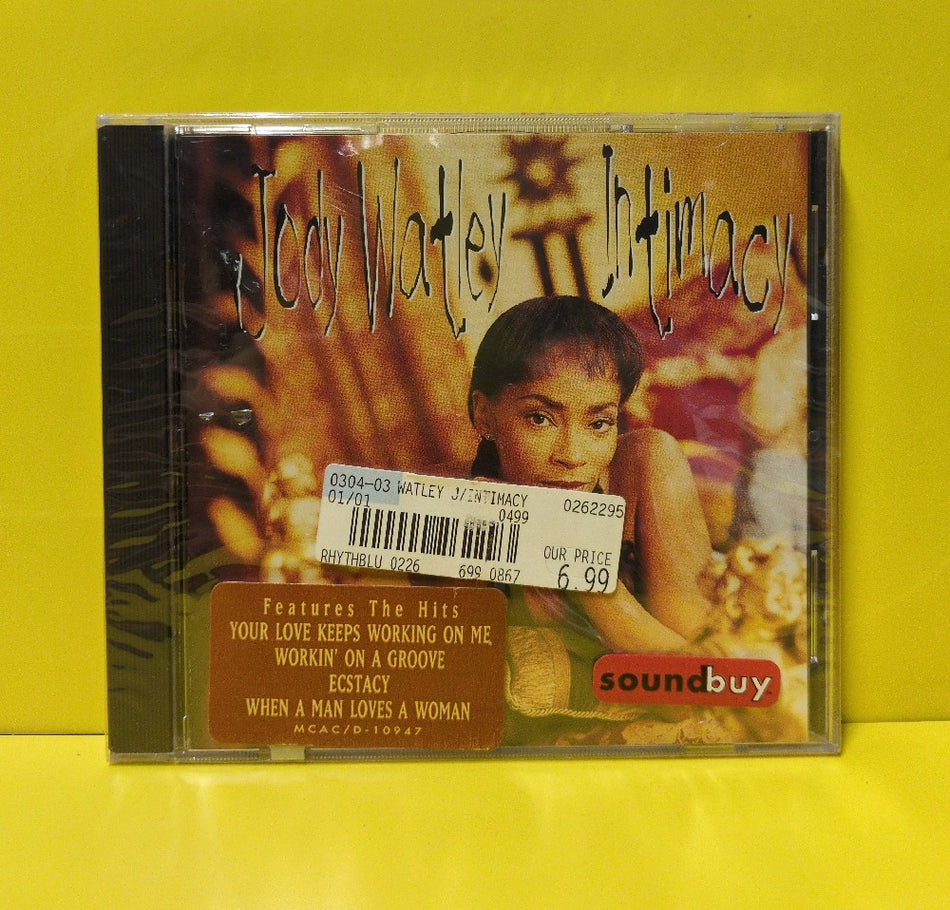 Jody Watley Intimacy
0304-03 WATLEY J/INTIMACY 0262295
01/01 0499
OUR PRICE
RHYTHBLU 0226 699 0867 6.99
Features The Hits
YOUR LOVE KEEPS WORKING ON ME,
WORKIN' ON A GROOVE
ECSTACY
WHEN A MAN LOVES A WOMAN
MCAC/D-10947
soundbuy